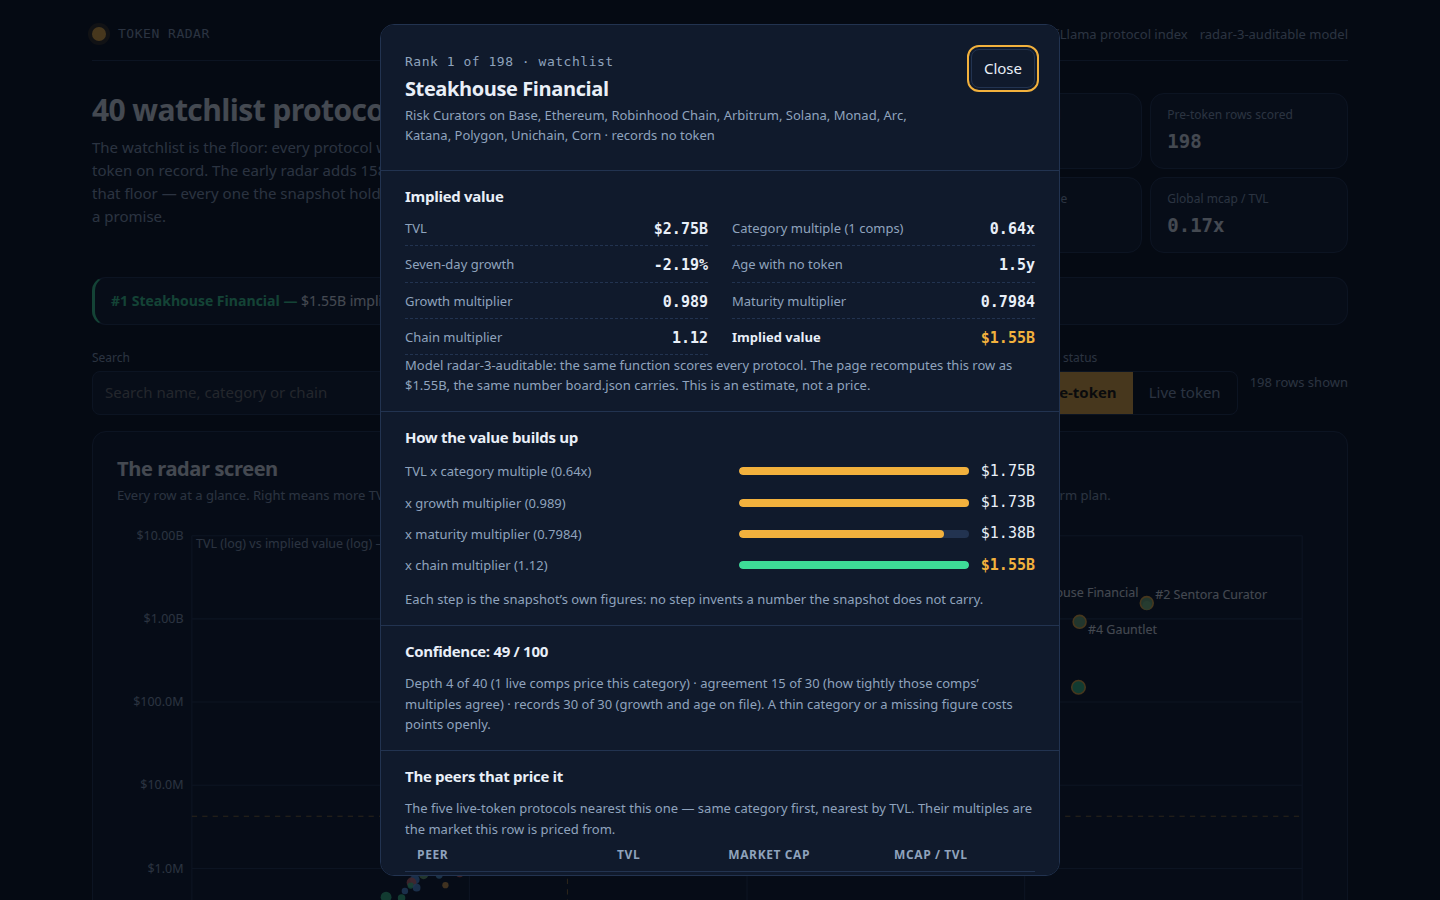 TOKEN RADAR
Llama protocol index radar-3-auditable model
40 watchlist protoco
The watchlist is the floor: every protocol
token on record. The early radar adds 158
that floor — every one the snapshot hold
a promise.
Pre-token rows scored
198
Global mcap / TVL
0.17x
#1 Steakhouse Financial — $1.55B impli
Search
status
Search name, category or chain
e-token
Live token
198 rows shown
The radar screen
Every row at a glance. Right means more TV
rm plan.
$10.00B
TVL (log) vs implied value (log)
$1.00B
$100.0M
$10.0M
$1.0M
use Financial
#2 Sentora Curator
#4 Gauntlet
Rank 1 of 198 · watchlist
Close
Steakhouse Financial
Risk Curators on Base, Ethereum, Robinhood Chain, Arbitrum, Solana, Monad, Arc,
Katana, Polygon, Unichain, Corn · records no token
Implied value
TVL $2.75B Category multiple (1 comps) 0.64x
Seven-day growth -2.19% Age with no token 1.5y
Growth multiplier 0.989 Maturity multiplier 0.7984
Chain multiplier 1.12 Implied value $1.55B
Model radar-3-auditable: the same function scores every protocol. The page recomputes this row as
$1.55B, the same number board.json carries. This is an estimate, not a price.
How the value builds up
TVL x category multiple (0.64x) $1.75B
x growth multiplier (0.989) $1.73B
x maturity multiplier (0.7984) $1.38B
x chain multiplier (1.12) $1.55B
Each step is the snapshot’s own figures: no step invents a number the snapshot does not carry.
Confidence: 49 / 100
Depth 4 of 40 (1 live comps price this category) · agreement 15 of 30 (how tightly those comps’
multiples agree) · records 30 of 30 (growth and age on file). A thin category or a missing figure costs
points openly.
The peers that price it
The five live-token protocols nearest this one — same category first, nearest by TVL. Their multiples are
the market this row is priced from.
PEER TVL MARKET CAP MCAP / TVL